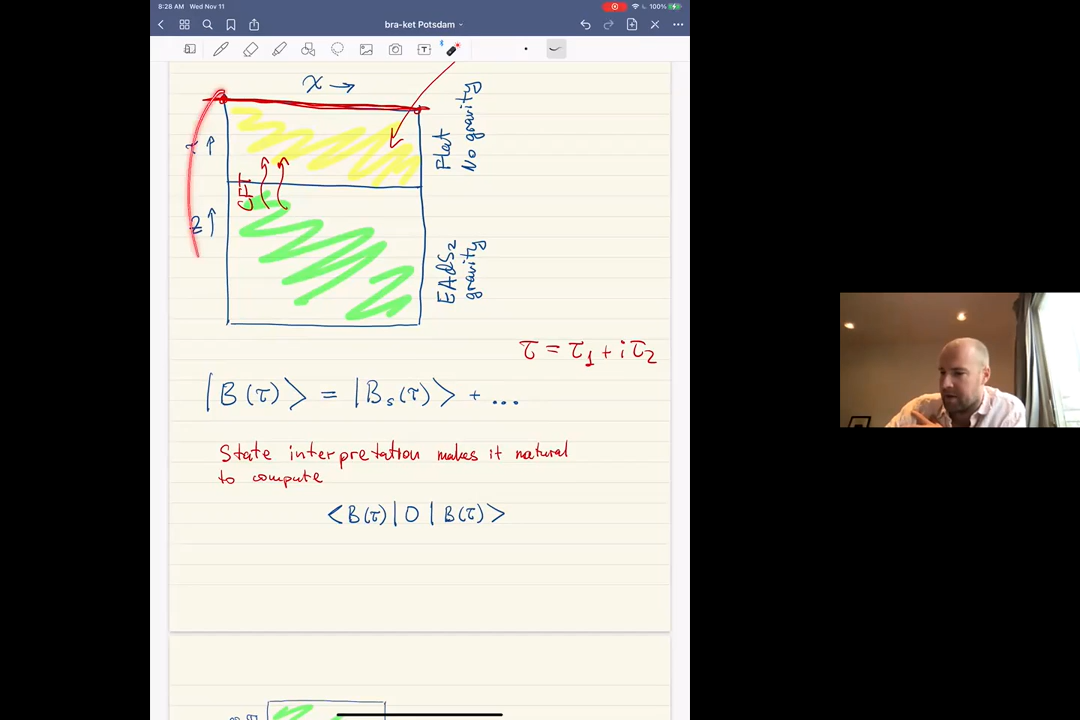 8:28 AM Wed Nov 11
100%
bra-ket Potsdam
T
x →
τ ↑
z ↑
CFT
Flat
No gravity
EAdS₂
gravity
τ = τ₁ + iτ₂
|B(τ)⟩ = |Bₛ(τ)⟩ + ...
State interpretation makes it natural
to compute
<B(τ)|O|B(τ)>